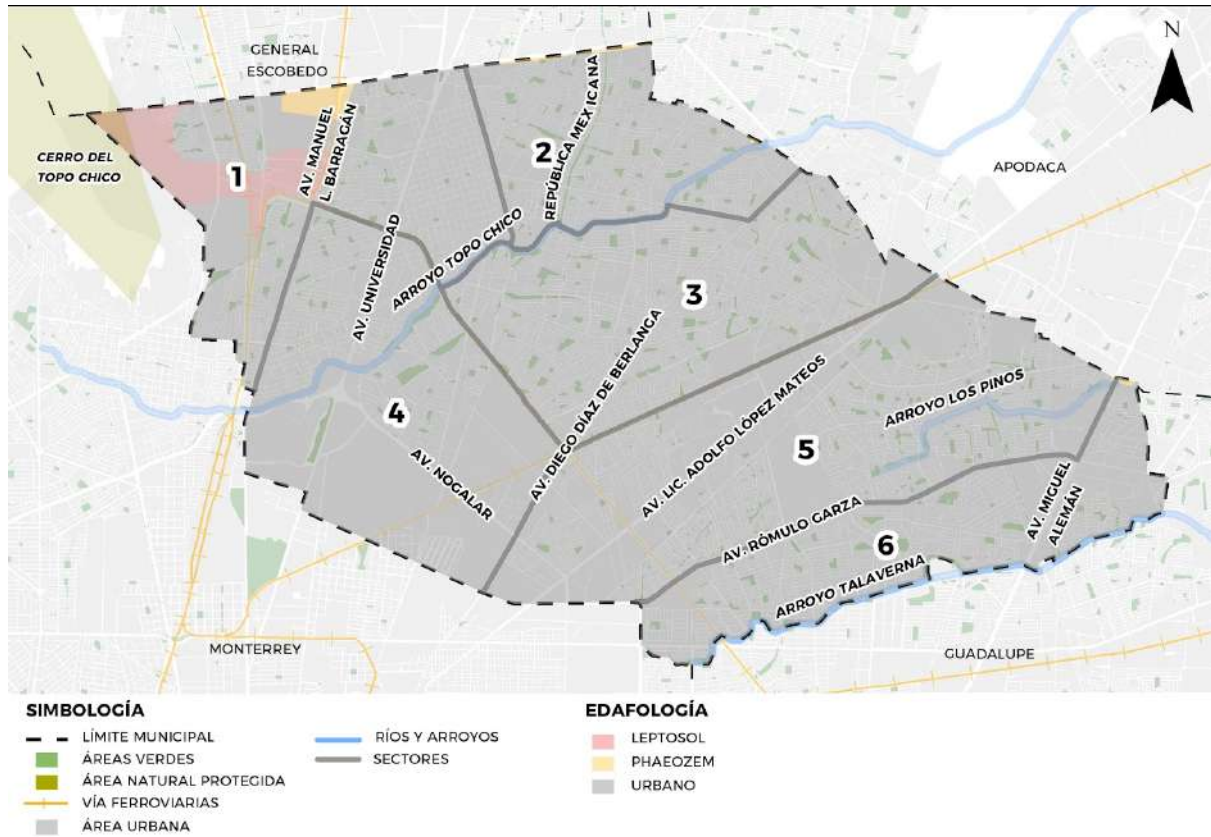 N
GENERAL
ESCOBEDO
CERRO DEL
TOPO CHICO
1
AV. MANUEL
L. BARRAGÁN
2
REPÚBLICA MEXICANA
APODACA
AV. UNIVERSIDAD
ARROYO TOPO CHICO
3
AV. DIEGO DÍAZ DE BERLANGA
4
AV. NOGALAR
AV. LIC. ADOLFO LÓPEZ MATEOS
ARROYO LOS PINOS
5
AV. RÓMULO GARZA
AV. MIGUEL
ALEMÁN
6
ARROYO TALAVERNA
MONTERREY
GUADALUPE
SIMBOLOGÍA
LÍMITE MUNICIPAL
ÁREAS VERDES
ÁREA NATURAL PROTEGIDA
VÍA FERROVIARIAS
ÁREA URBANA
RÍOS Y ARROYOS
SECTORES
EDAFOLOGÍA
LEPTOSOL
PHAEOZEM
URBANO